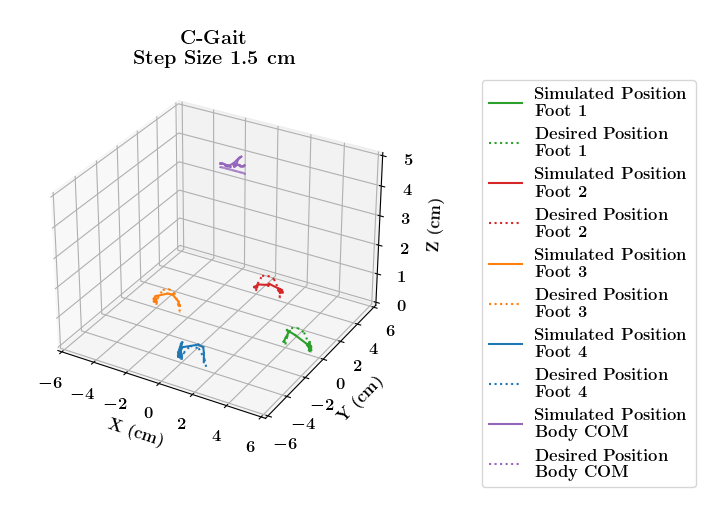 C-Gait
Step Size 1.5 cm
5
4
3
2
1
0
Z (cm)
6
4
2
0
−2
−4
−6
Y (cm)
−6
−4
−2
0
2
4
6
X (cm)
Simulated Position
Foot 1
Desired Position
Foot 1
Simulated Position
Foot 2
Desired Position
Foot 2
Simulated Position
Foot 3
Desired Position
Foot 3
Simulated Position
Foot 4
Desired Position
Foot 4
Simulated Position
Body COM
Desired Position
Body COM